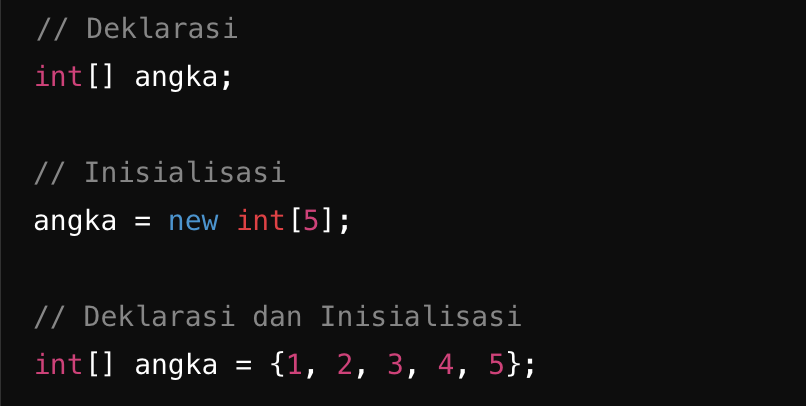 // Deklarasi
int[] angka;
// Inisialisasi
angka = new int[5];
// Deklarasi dan Inisialisasi
int[] angka = {1, 2, 3, 4, 5};